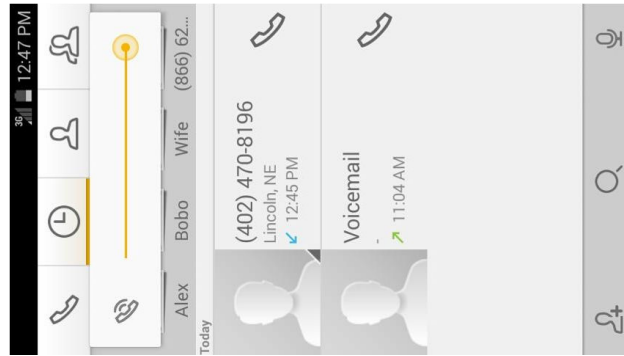 3G 12:47 PM
Alex Bobo Wife (866) 62...
Today
(402) 470-8196
Lincoln, NE
12:45 PM
Voicemail
-
11:04 AM